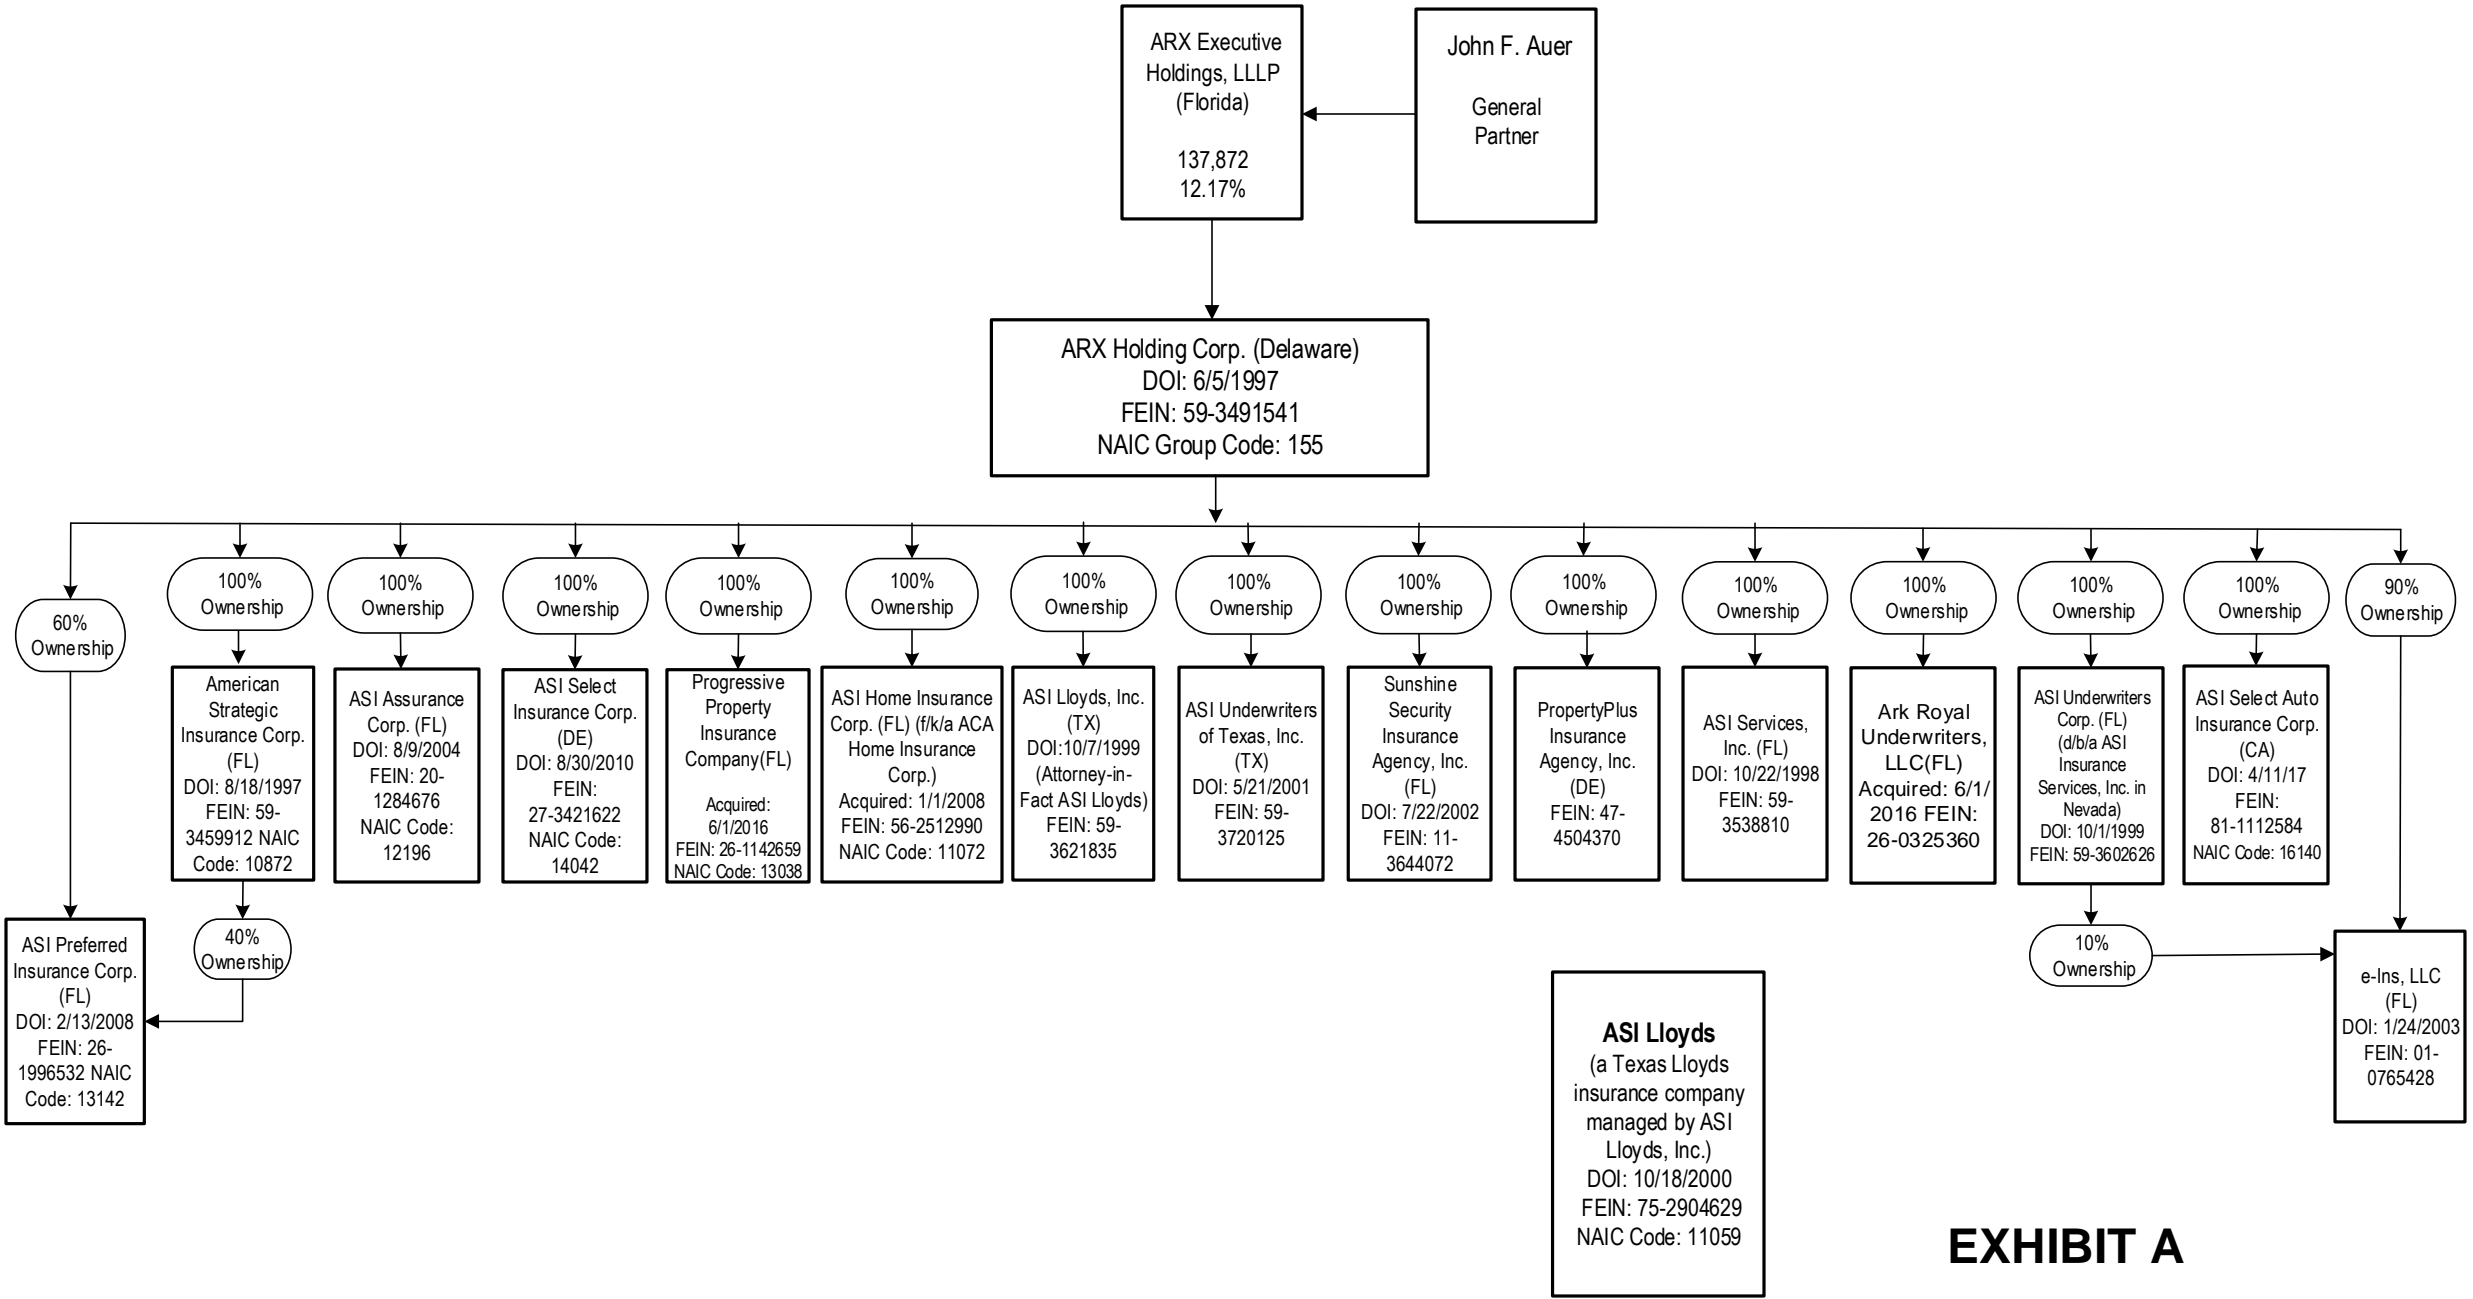 ARX Executive
Holdings, LLLP
(Florida)
137,872
12.17%
John F. Auer
General
Partner
ARX Holding Corp. (Delaware)
DOI: 6/5/1997
FEIN: 59-3491541
NAIC Group Code: 155
60%
Ownership
100%
Ownership
100%
Ownership
100%
Ownership
100%
Ownership
100%
Ownership
100%
Ownership
100%
Ownership
100%
Ownership
100%
Ownership
100%
Ownership
100%
Ownership
100%
Ownership
100%
Ownership
90%
Ownership
American
Strategic
Insurance Corp.
(FL)
DOI: 8/18/1997
FEIN: 59-
3459912 NAIC
Code: 10872
ASI Assurance
Corp. (FL)
DOI: 8/9/2004
FEIN: 20-
1284676
NAIC Code:
12196
ASI Select
Insurance Corp.
(DE)
DOI: 8/30/2010
FEIN:
27-3421622
NAIC Code:
14042
Progressive
Property
Insurance
Company(FL)
Acquired:
6/1/2016
FEIN: 26-1142659
NAIC Code: 13038
ASI Home Insurance
Corp. (FL) (f/k/a ACA
Home Insurance
Corp.)
Acquired: 1/1/2008
FEIN: 56-2512990
NAIC Code: 11072
ASI Lloyds, Inc.
(TX)
DOI:10/7/1999
(Attorney-in-
Fact ASI Lloyds)
FEIN: 59-
3621835
ASI Underwriters
of Texas, Inc.
(TX)
DOI: 5/21/2001
FEIN: 59-
3720125
Sunshine
Security
Insurance
Agency, Inc.
(FL)
DOI: 7/22/2002
FEIN: 11-
3644072
PropertyPlus
Insurance
Agency, Inc.
(DE)
FEIN: 47-
4504370
ASI Services,
Inc. (FL)
DOI: 10/22/1998
FEIN: 59-
3538810
Ark Royal
Underwriters,
LLC(FL)
Acquired: 6/1/
2016 FEIN:
26-0325360
ASI Underwriters
Corp. (FL)
(d/b/a ASI
Insurance
Services, Inc. in
Nevada)
DOI: 10/1/1999
FEIN: 59-3602626
ASI Select Auto
Insurance Corp.
(CA)
DOI: 4/11/17
FEIN:
81-1112584
NAIC Code: 16140
ASI Preferred
Insurance Corp.
(FL)
DOI: 2/13/2008
FEIN: 26-
1996532 NAIC
Code: 13142
40%
Ownership
10%
Ownership
e-Ins, LLC
(FL)
DOI: 1/24/2003
FEIN: 01-
0765428
ASI Lloyds
(a Texas Lloyds
insurance company
managed by ASI
Lloyds, Inc.)
DOI: 10/18/2000
FEIN: 75-2904629
NAIC Code: 11059
EXHIBIT A